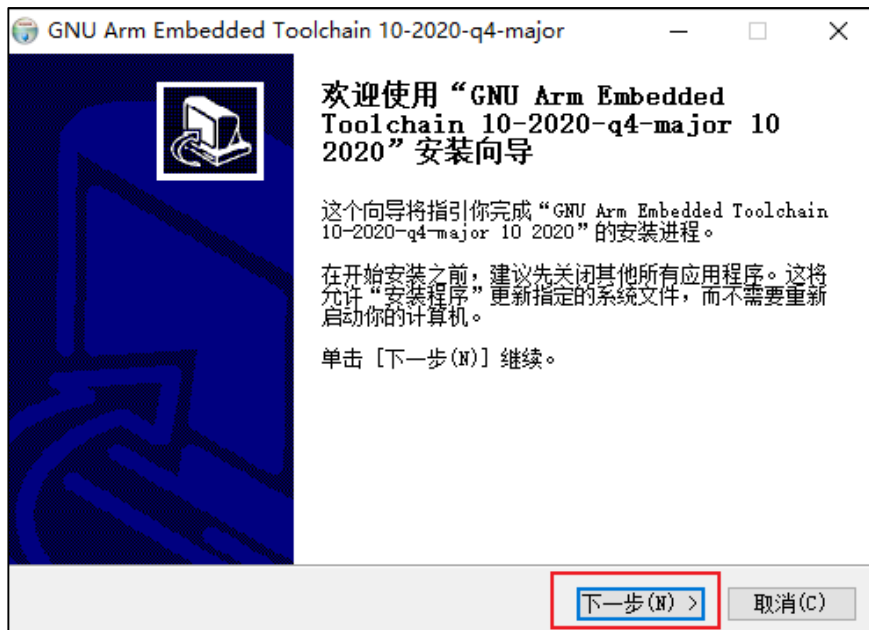 GNU Arm Embedded Toolchain 10-2020-q4-major
欢迎使用“GNU Arm Embedded
Toolchain 10-2020-q4-major 10
2020”安装向导
这个向导将指引你完成“GNU Arm Embedded Toolchain
10-2020-q4-major 10 2020”的安装进程。
在开始安装之前，建议先关闭其他所有应用程序。这将
允许“安装程序”更新指定的系统文件，而不需要重新
启动你的计算机。
单击 [下一步(N)] 继续。
下一步(N) >
取消(C)